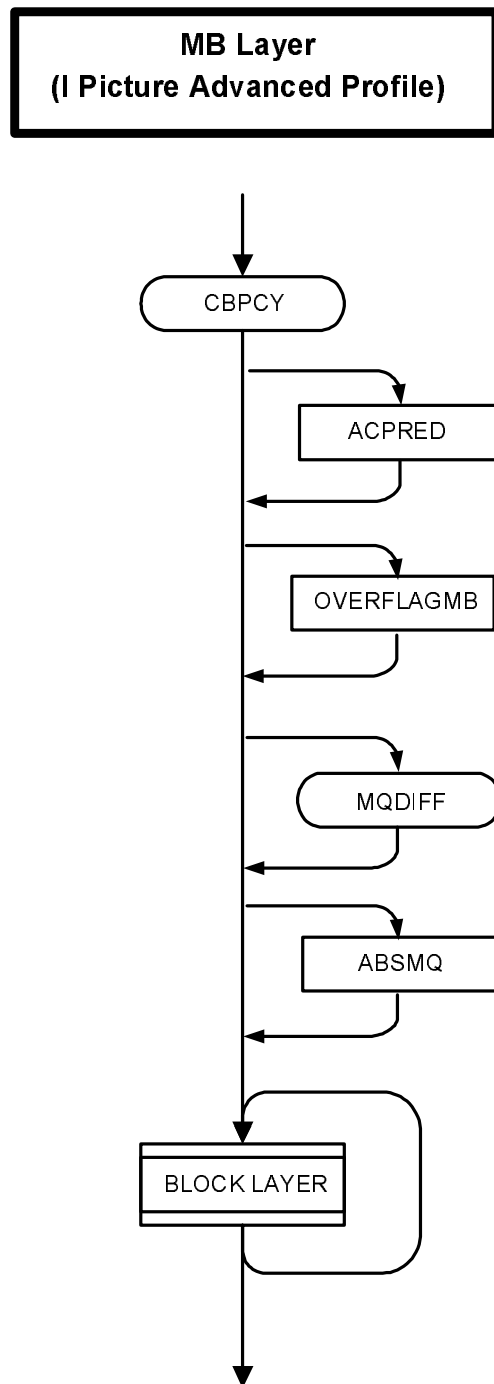 MB Layer
(I Picture Advanced Profile)
CBPCY
ACPRED
OVERFLAGMB
MQDIFF
ABSMQ
BLOCK LAYER